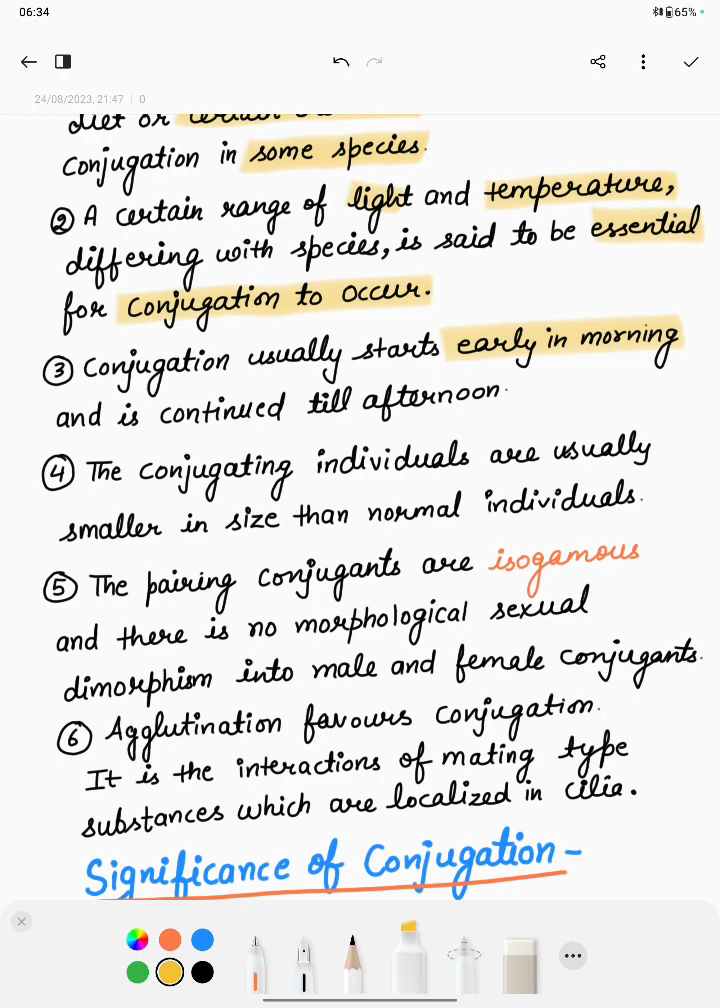 06:34
65%
24/08/2023, 21:47 | 0
diet or certain
conjugation in some species.
② A certain range of light and temperature,
differing with species, is said to be essential
for conjugation to occur.
③ Conjugation usually starts early in morning
and is continued till afternoon.
④ The conjugating individuals are usually
smaller in size than normal individuals.
⑤ The pairing conjugants are isogamous
and there is no morphological sexual
dimorphism into male and female conjugants.
⑥ Agglutination favours conjugation.
It is the interactions of mating type
substances which are localized in cilia.
Significance of Conjugation -